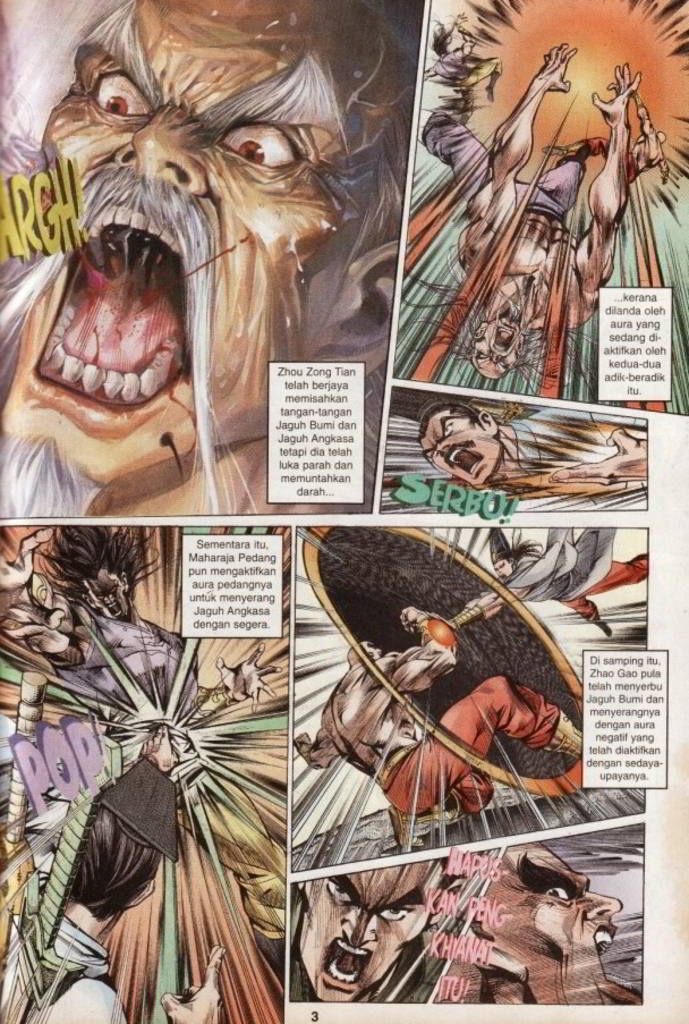 ARGH!
Zhou Zong Tian
telah berjaya
memisahkan
tangan-tangan
Jaguh Bumi dan
Jaguh Angkasa
tetapi dia telah
luka parah dan
memuntahkan
darah...
...kerana
dilanda oleh
aura yang
sedang di-
aktifkan oleh
kedua-dua
adik-beradik
itu.
SERBU!
Sementara itu,
Maharaja Pedang
pun mengaktifkan
aura pedangnya
untuk menyerang
Jaguh Angkasa
dengan segera.
POP!
Di samping itu,
Zhao Gao pula
telah menyerbu
Jaguh Bumi dan
menyerangnya
dengan aura
negatif yang
telah diaktifkan
dengan sedaya-
upayanya.
HAPUS
KAN PENG
KHIANAT
ITU!
3